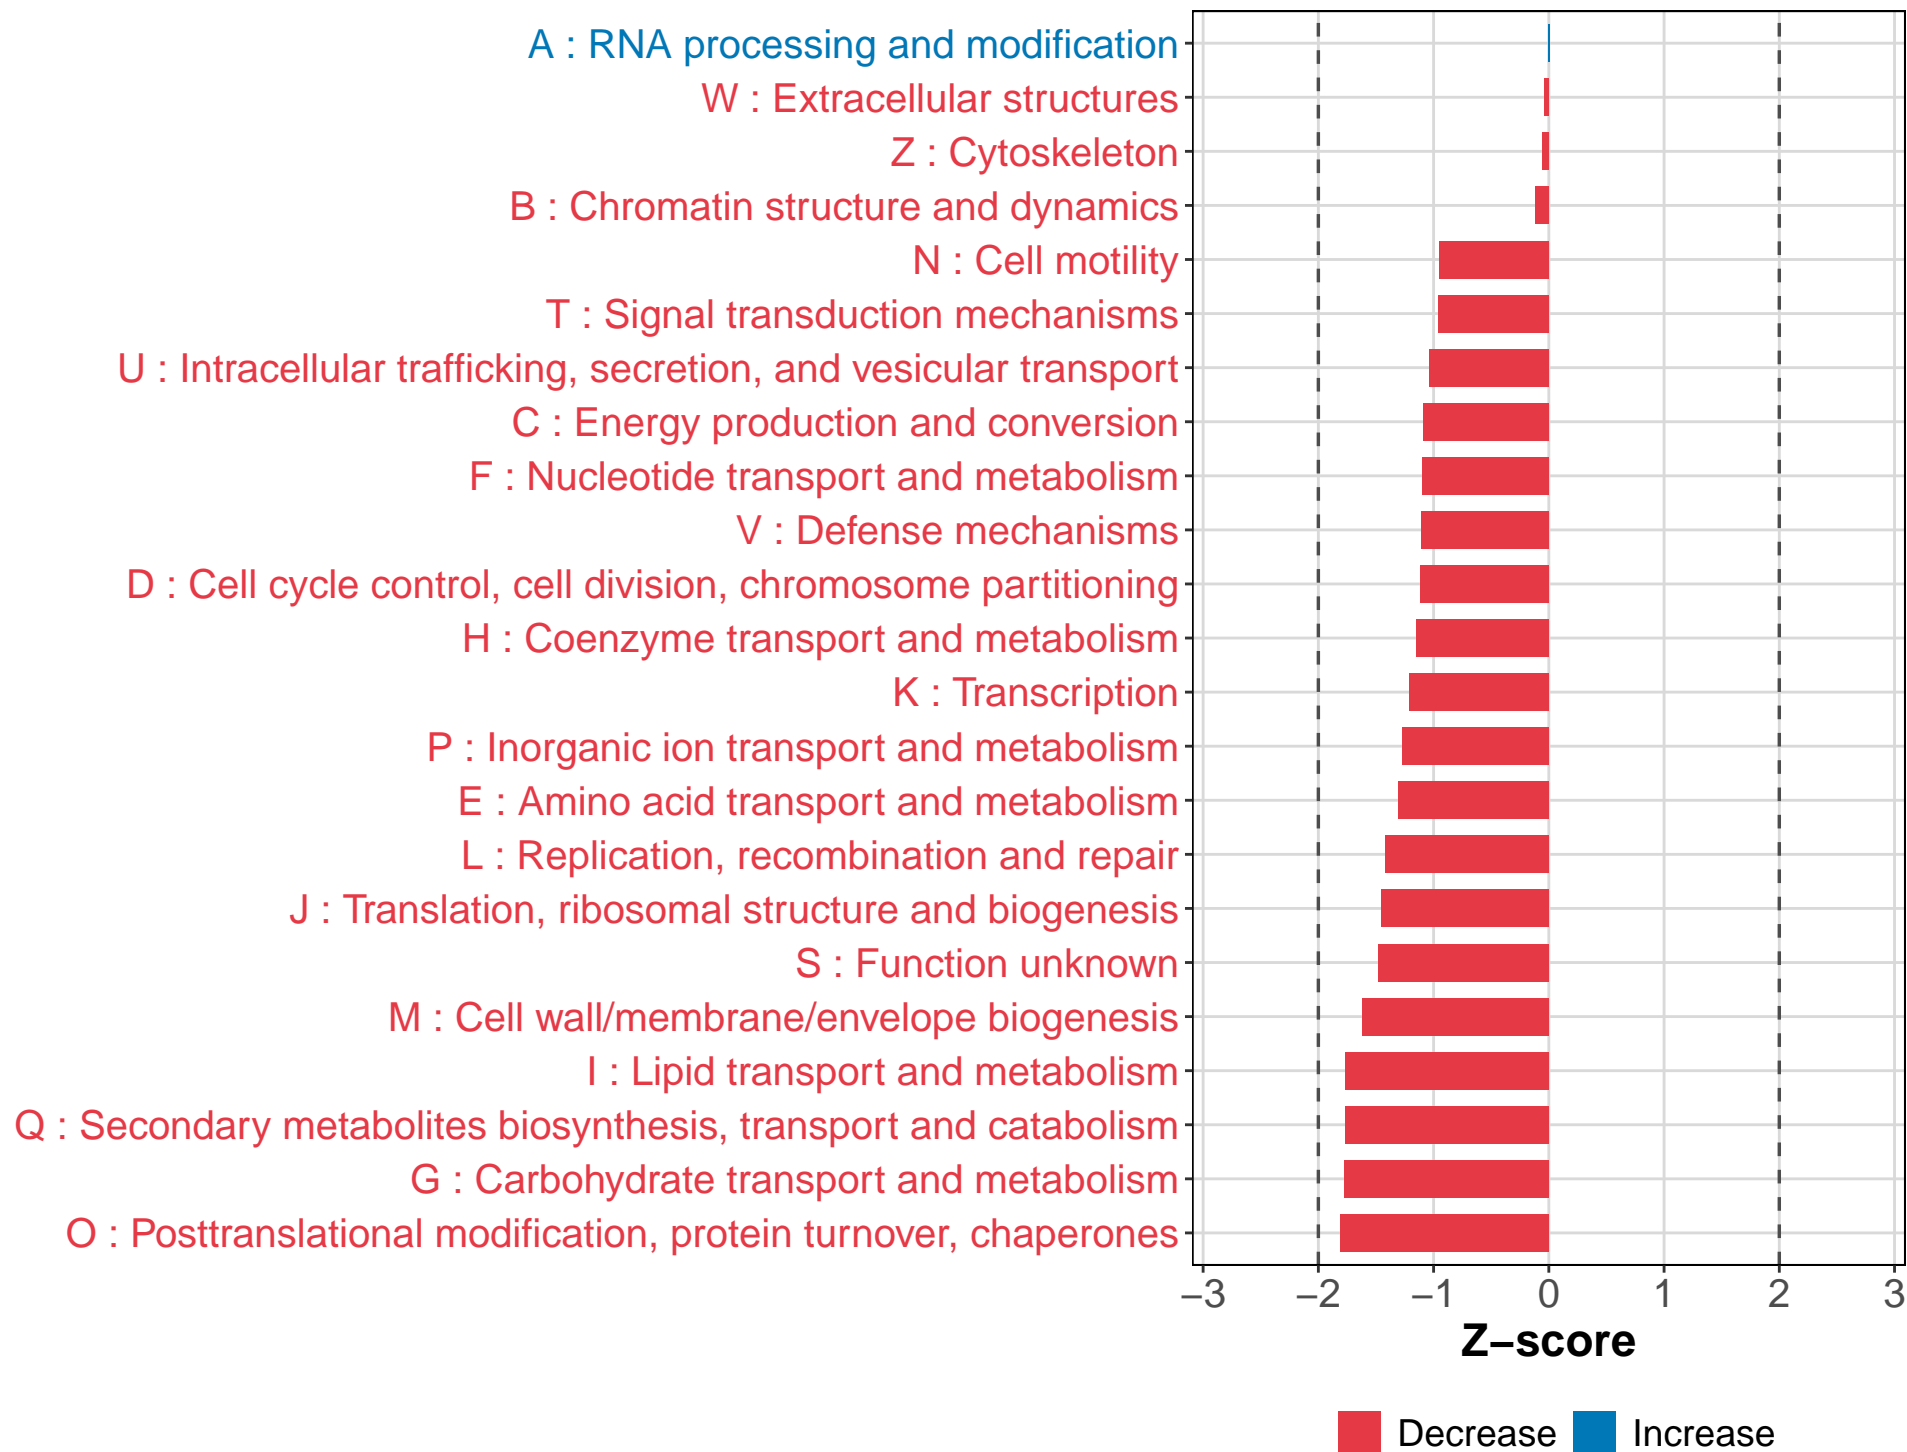 A : RNA processing and modification
W : Extracellular structures
Z : Cytoskeleton
B : Chromatin structure and dynamics
N : Cell motility
T : Signal transduction mechanisms
U : Intracellular trafficking, secretion, and vesicular transport
C : Energy production and conversion
F : Nucleotide transport and metabolism
V : Defense mechanisms
D : Cell cycle control, cell division, chromosome partitioning
H : Coenzyme transport and metabolism
K : Transcription
P : Inorganic ion transport and metabolism
E : Amino acid transport and metabolism
L : Replication, recombination and repair
J : Translation, ribosomal structure and biogenesis
S : Function unknown
M : Cell wall/membrane/envelope biogenesis
I : Lipid transport and metabolism
Q : Secondary metabolites biosynthesis, transport and catabolism
G : Carbohydrate transport and metabolism
O : Posttranslational modification, protein turnover, chaperones
−3 −2 −1 0 1 2 3
Z−score
Decrease Increase